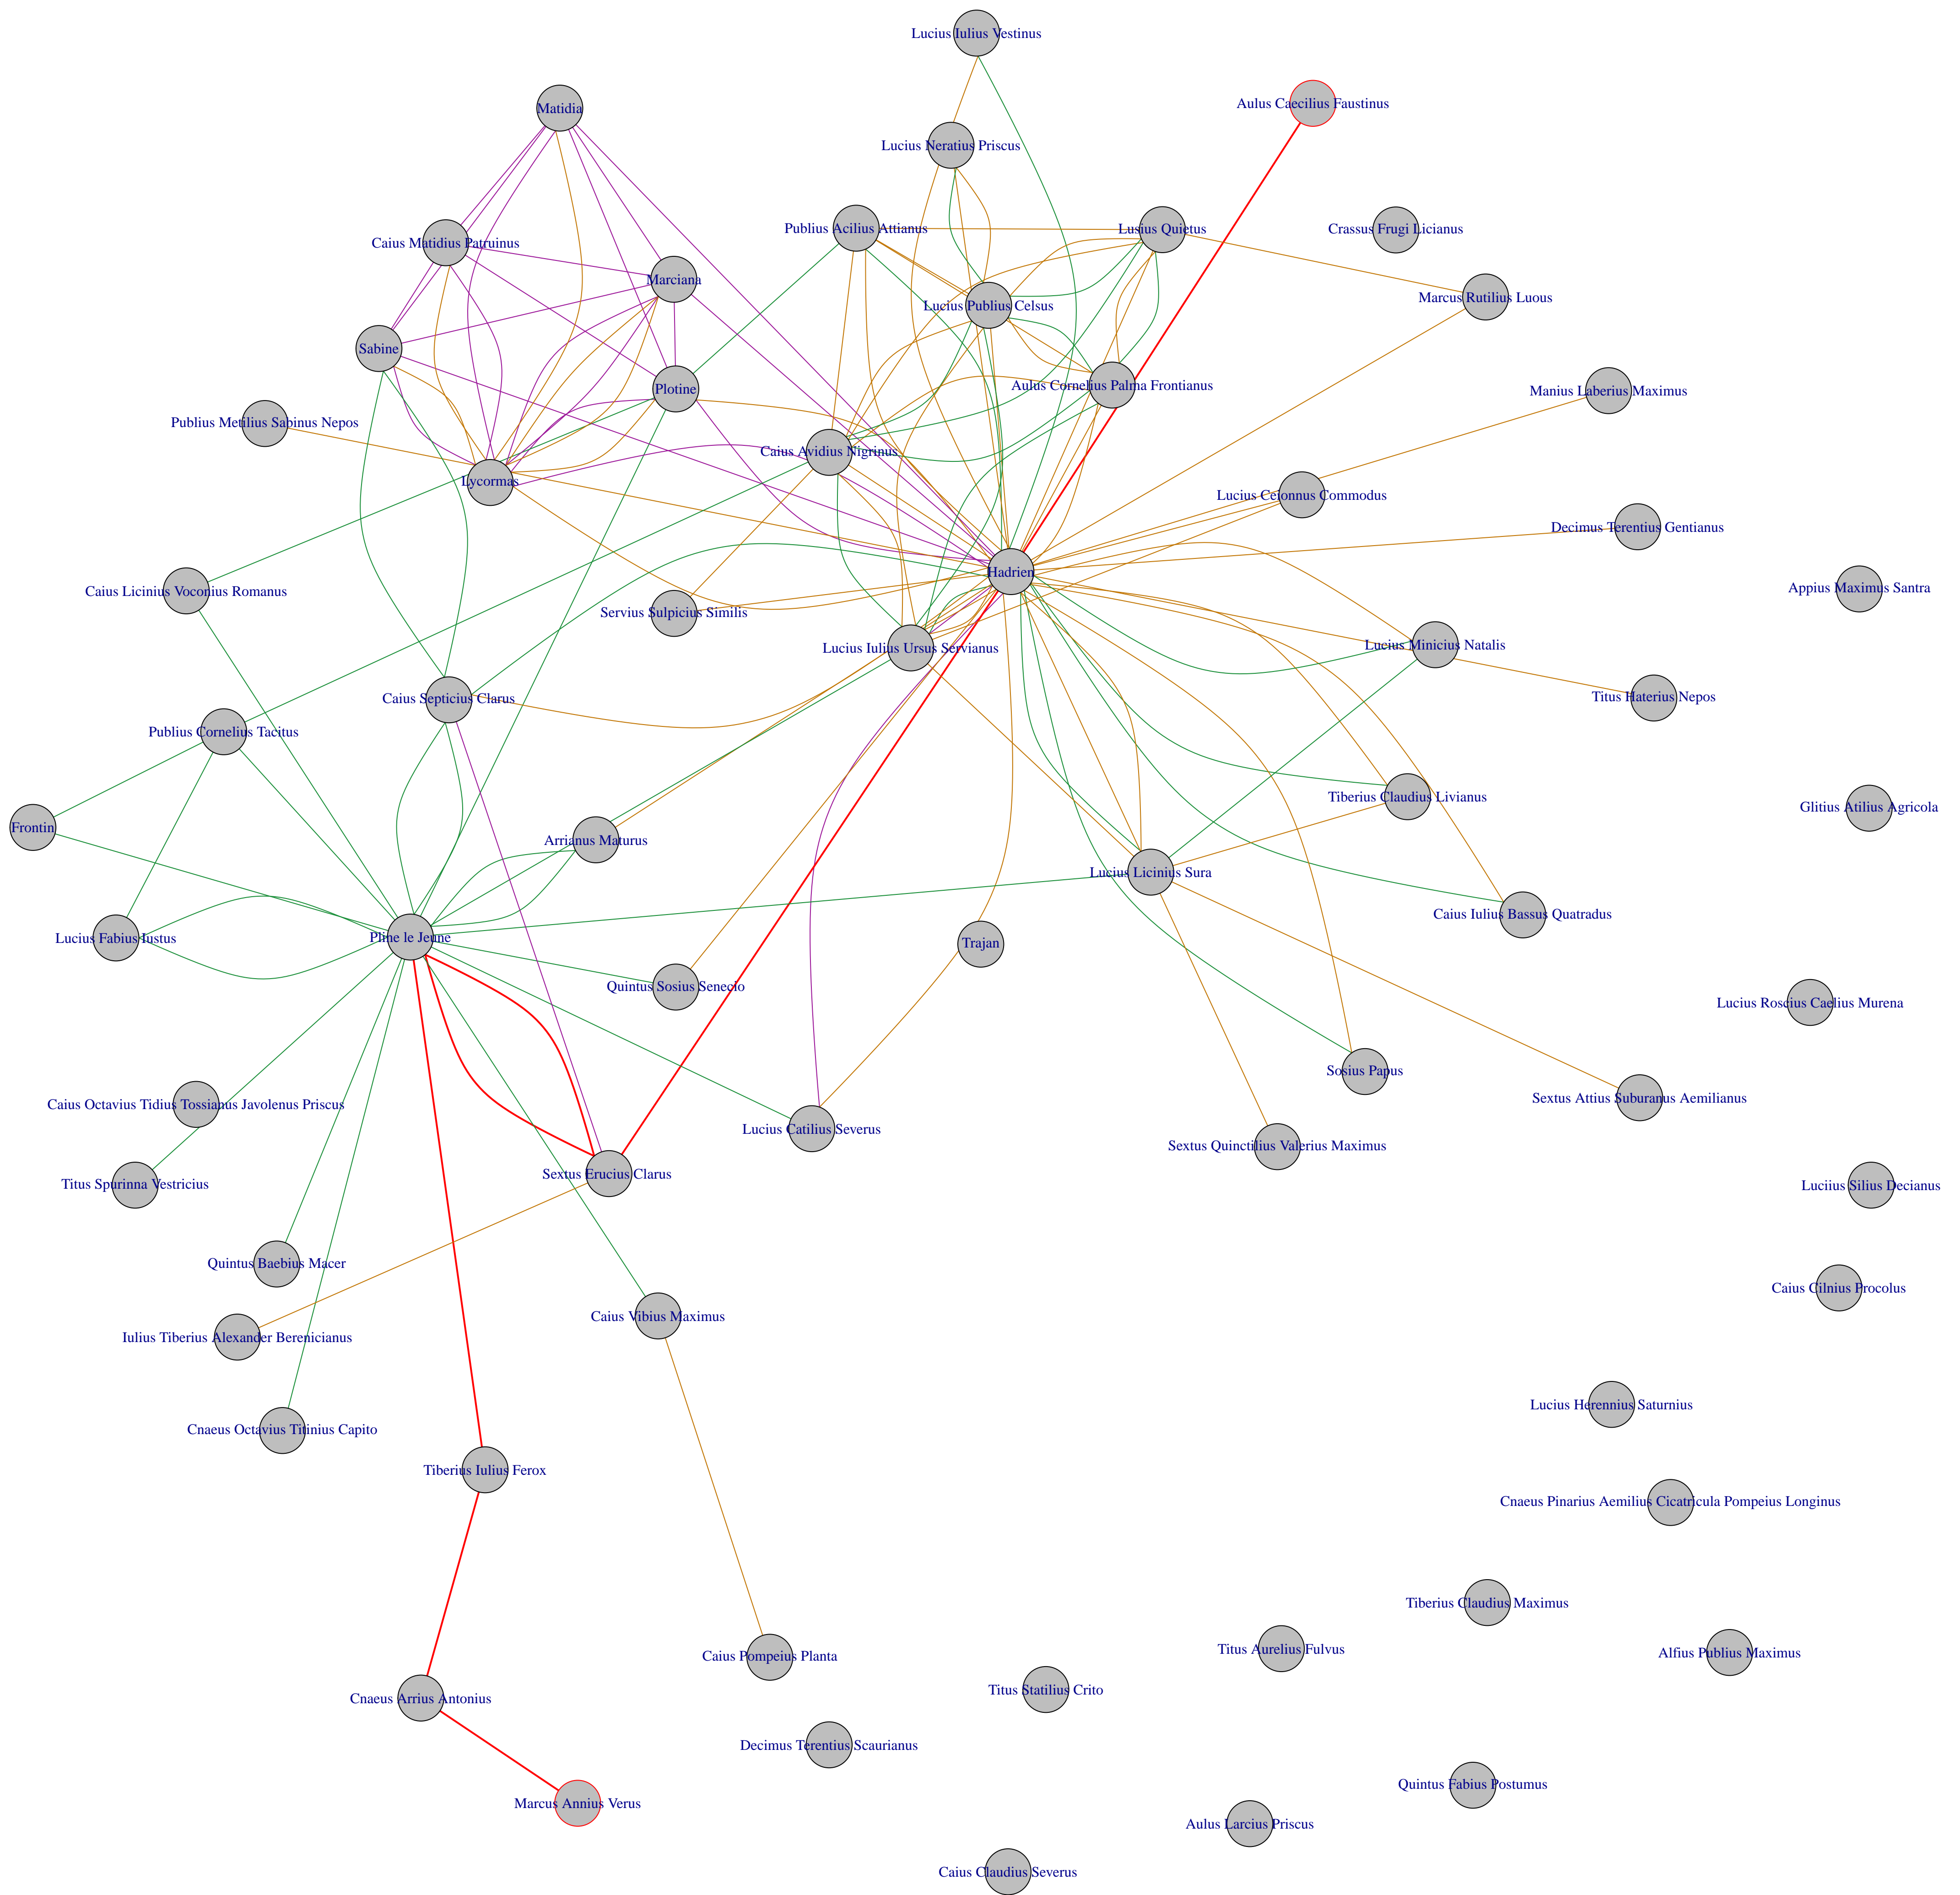 Lucius Iulius Vestinus
Aulus Caecilius Faustinus
Matidia
Lucius Neratius Priscus
Publius Acilius Attianus
Lusius Quietus
Crassus Frugi Licianus
Caius Matidius Patruinus
Marciana
Marcus Rutilius Luous
Lucius Publius Celsus
Sabine
Plotine
Aulus Cornelius Palma Frontianus
Manius Laberius Maximus
Publius Metilius Sabinus Nepos
Caius Avidius Nigrinus
Lycormas
Lucius Ceionnus Commodus
Decimus Terentius Gentianus
Hadrien
Caius Licinius Voconius Romanus
Appius Maximus Santra
Servius Sulpicius Similis
Lucius Iulius Ursus Servianus
Lucius Minicius Natalis
Caius Septicius Clarus
Titus Haterius Nepos
Publius Cornelius Tacitus
Tiberius Claudius Livianus
Glitius Atilius Agricola
Frontin
Arrianus Maturus
Lucius Licinius Sura
Caius Iulius Bassus Quatradus
Lucius Fabius Iustus
Pline le Jeune
Trajan
Quintus Sosius Senecio
Lucius Roscius Caelius Murena
Sosius Papus
Sextus Attius Suburanus Aemilianus
Caius Octavius Tidius Tossianus Javolenus Priscus
Lucius Catilius Severus
Sextus Quinctilius Valerius Maximus
Sextus Erucius Clarus
Titus Spurinna Vestricius
Luciius Silius Decianus
Quintus Baebius Macer
Caius Cilnius Procolus
Caius Vibius Maximus
Iulius Tiberius Alexander Berenicianus
Lucius Herennius Saturnius
Cnaeus Octavius Titinius Capito
Tiberius Iulius Ferox
Cnaeus Pinarius Aemilius Cicatricula Pompeius Longinus
Tiberius Claudius Maximus
Titus Aurelius Fulvus
Alfius Publius Maximus
Caius Pompeius Planta
Titus Statilius Crito
Cnaeus Arrius Antonius
Decimus Terentius Scaurianus
Quintus Fabius Postumus
Marcus Annius Verus
Aulus Larcius Priscus
Caius Claudius Severus